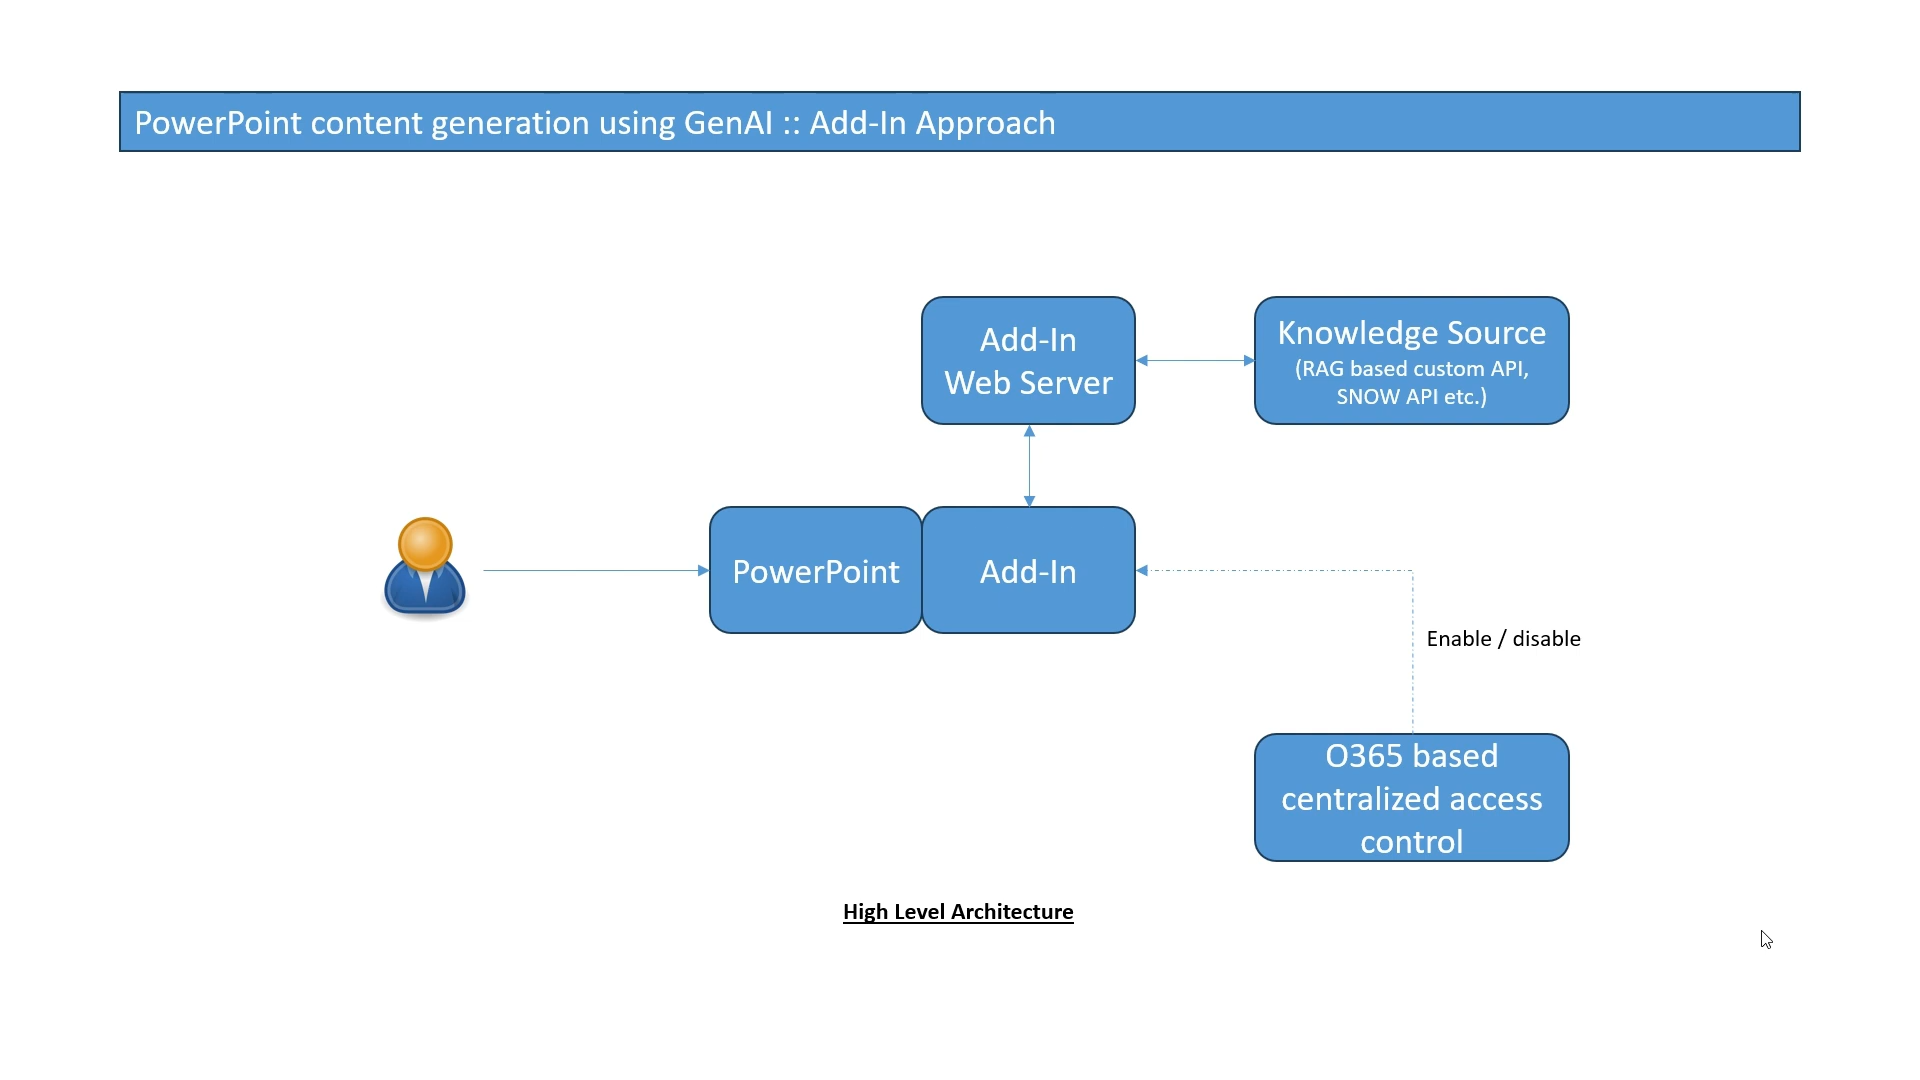 PowerPoint content generation using GenAI :: Add-In Approach
Add-In
Web Server
Knowledge Source
(RAG based custom API,
SNOW API etc.)
PowerPoint
Add-In
Enable / disable
O365 based
centralized access
control
High Level Architecture